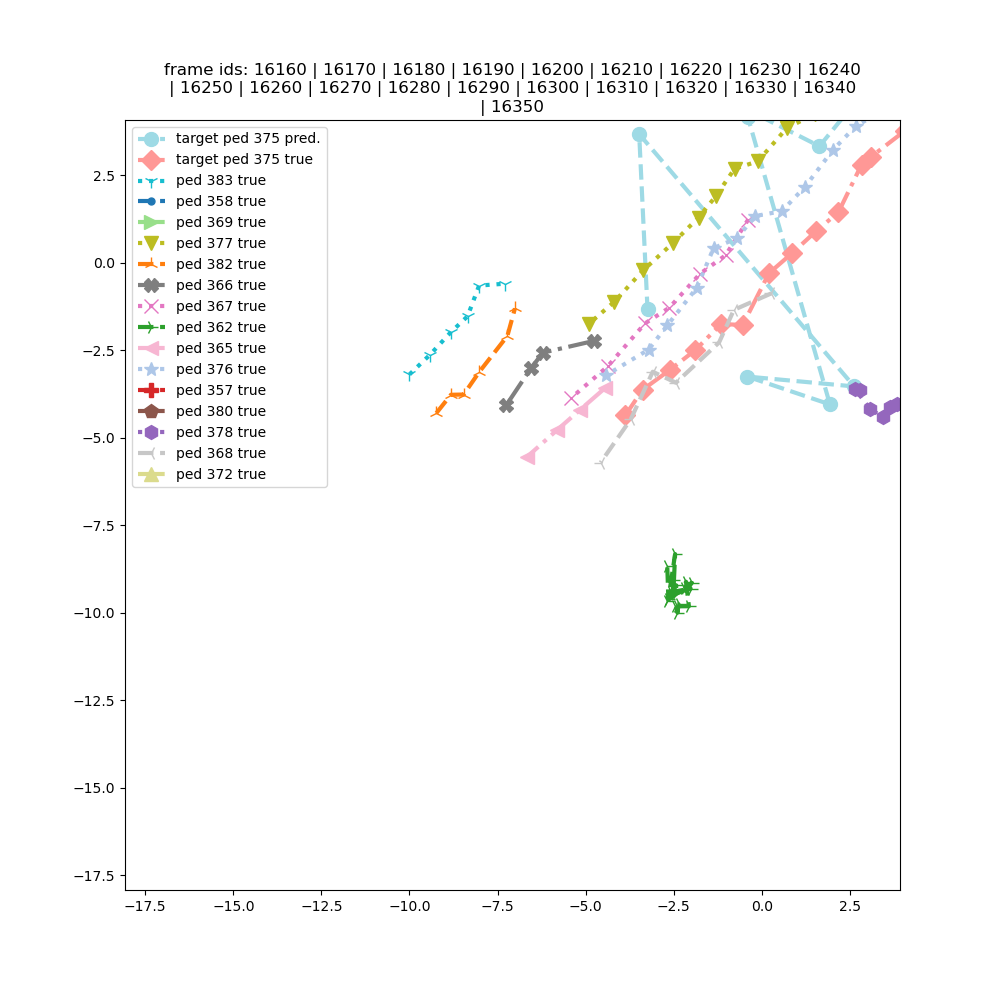 frame ids: 16160 | 16170 | 16180 | 16190 | 16200 | 16210 | 16220 | 16230 | 16240
| 16250 | 16260 | 16270 | 16280 | 16290 | 16300 | 16310 | 16320 | 16330 | 16340
| 16350
target ped 375 pred.
target ped 375 true
ped 383 true
ped 358 true
ped 369 true
ped 377 true
ped 382 true
ped 366 true
ped 367 true
ped 362 true
ped 365 true
ped 376 true
ped 357 true
ped 380 true
ped 378 true
ped 368 true
ped 372 true
2.5
0.0
−2.5
−5.0
−7.5
−10.0
−12.5
−15.0
−17.5
−17.5 −15.0 −12.5 −10.0 −7.5 −5.0 −2.5 0.0 2.5